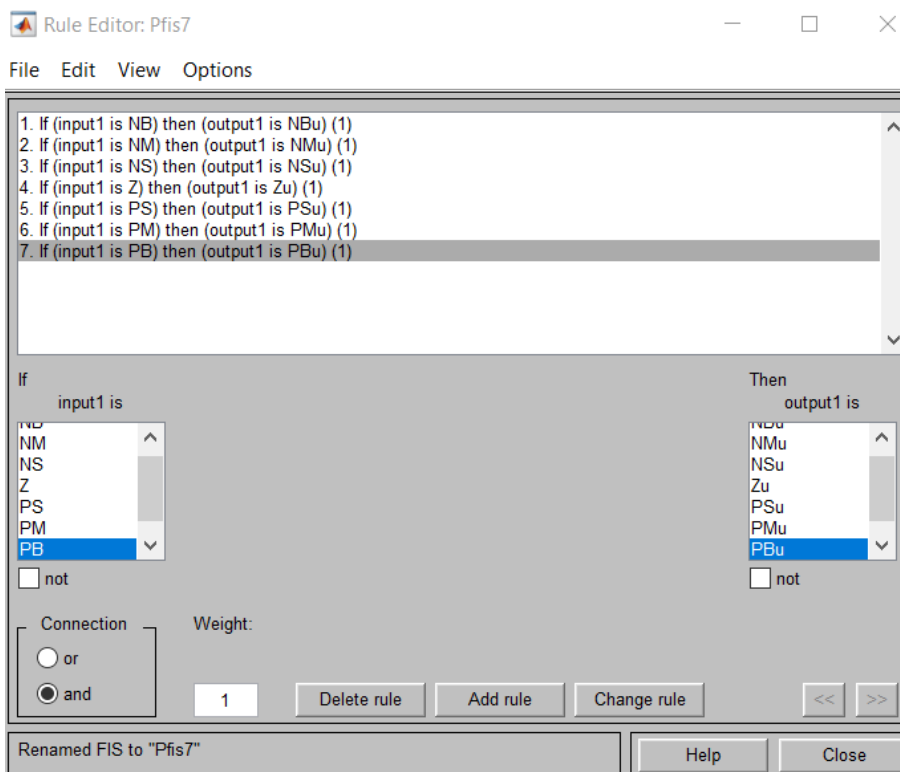 Rule Editor: Pfis7
File Edit View Options
1. If (input1 is NB) then (output1 is NBu) (1)
2. If (input1 is NM) then (output1 is NMu) (1)
3. If (input1 is NS) then (output1 is NSu) (1)
4. If (input1 is Z) then (output1 is Zu) (1)
5. If (input1 is PS) then (output1 is PSu) (1)
6. If (input1 is PM) then (output1 is PMu) (1)
7. If (input1 is PB) then (output1 is PBu) (1)
If
input1 is
NB
NM
NS
Z
PS
PM
PB
not
Then
output1 is
NBu
NMu
NSu
Zu
PSu
PMu
PBu
not
Connection
or
and
Weight:
1
Delete rule
Add rule
Change rule
<< >>
Renamed FIS to "Pfis7"
Help
Close